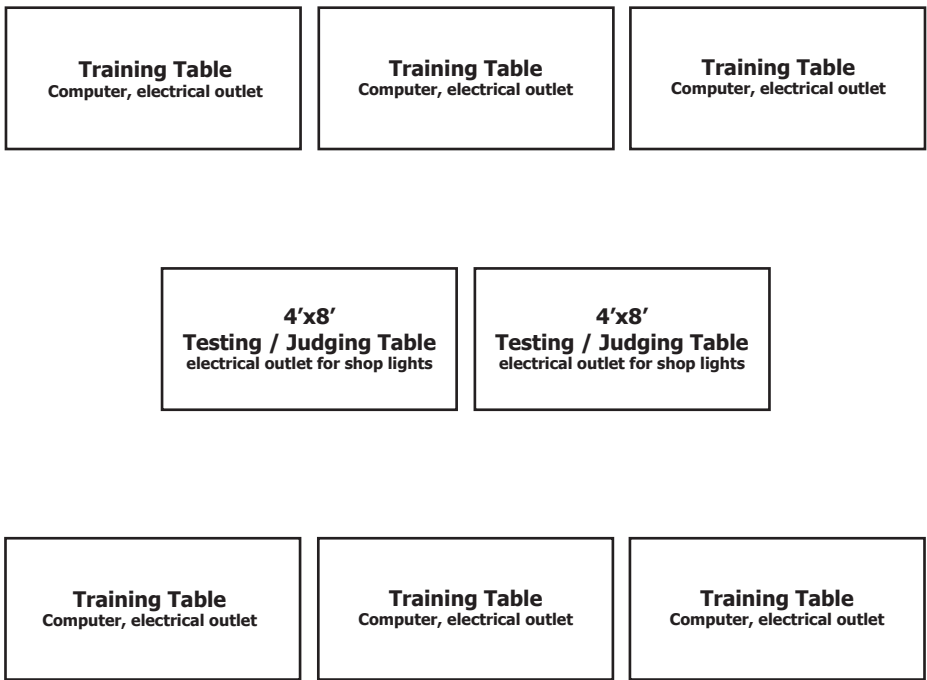 Training Table
Computer, electrical outlet
Training Table
Computer, electrical outlet
Training Table
Computer, electrical outlet
4’x8’
Testing / Judging Table
electrical outlet for shop lights
4’x8’
Testing / Judging Table
electrical outlet for shop lights
Training Table
Computer, electrical outlet
Training Table
Computer, electrical outlet
Training Table
Computer, electrical outlet